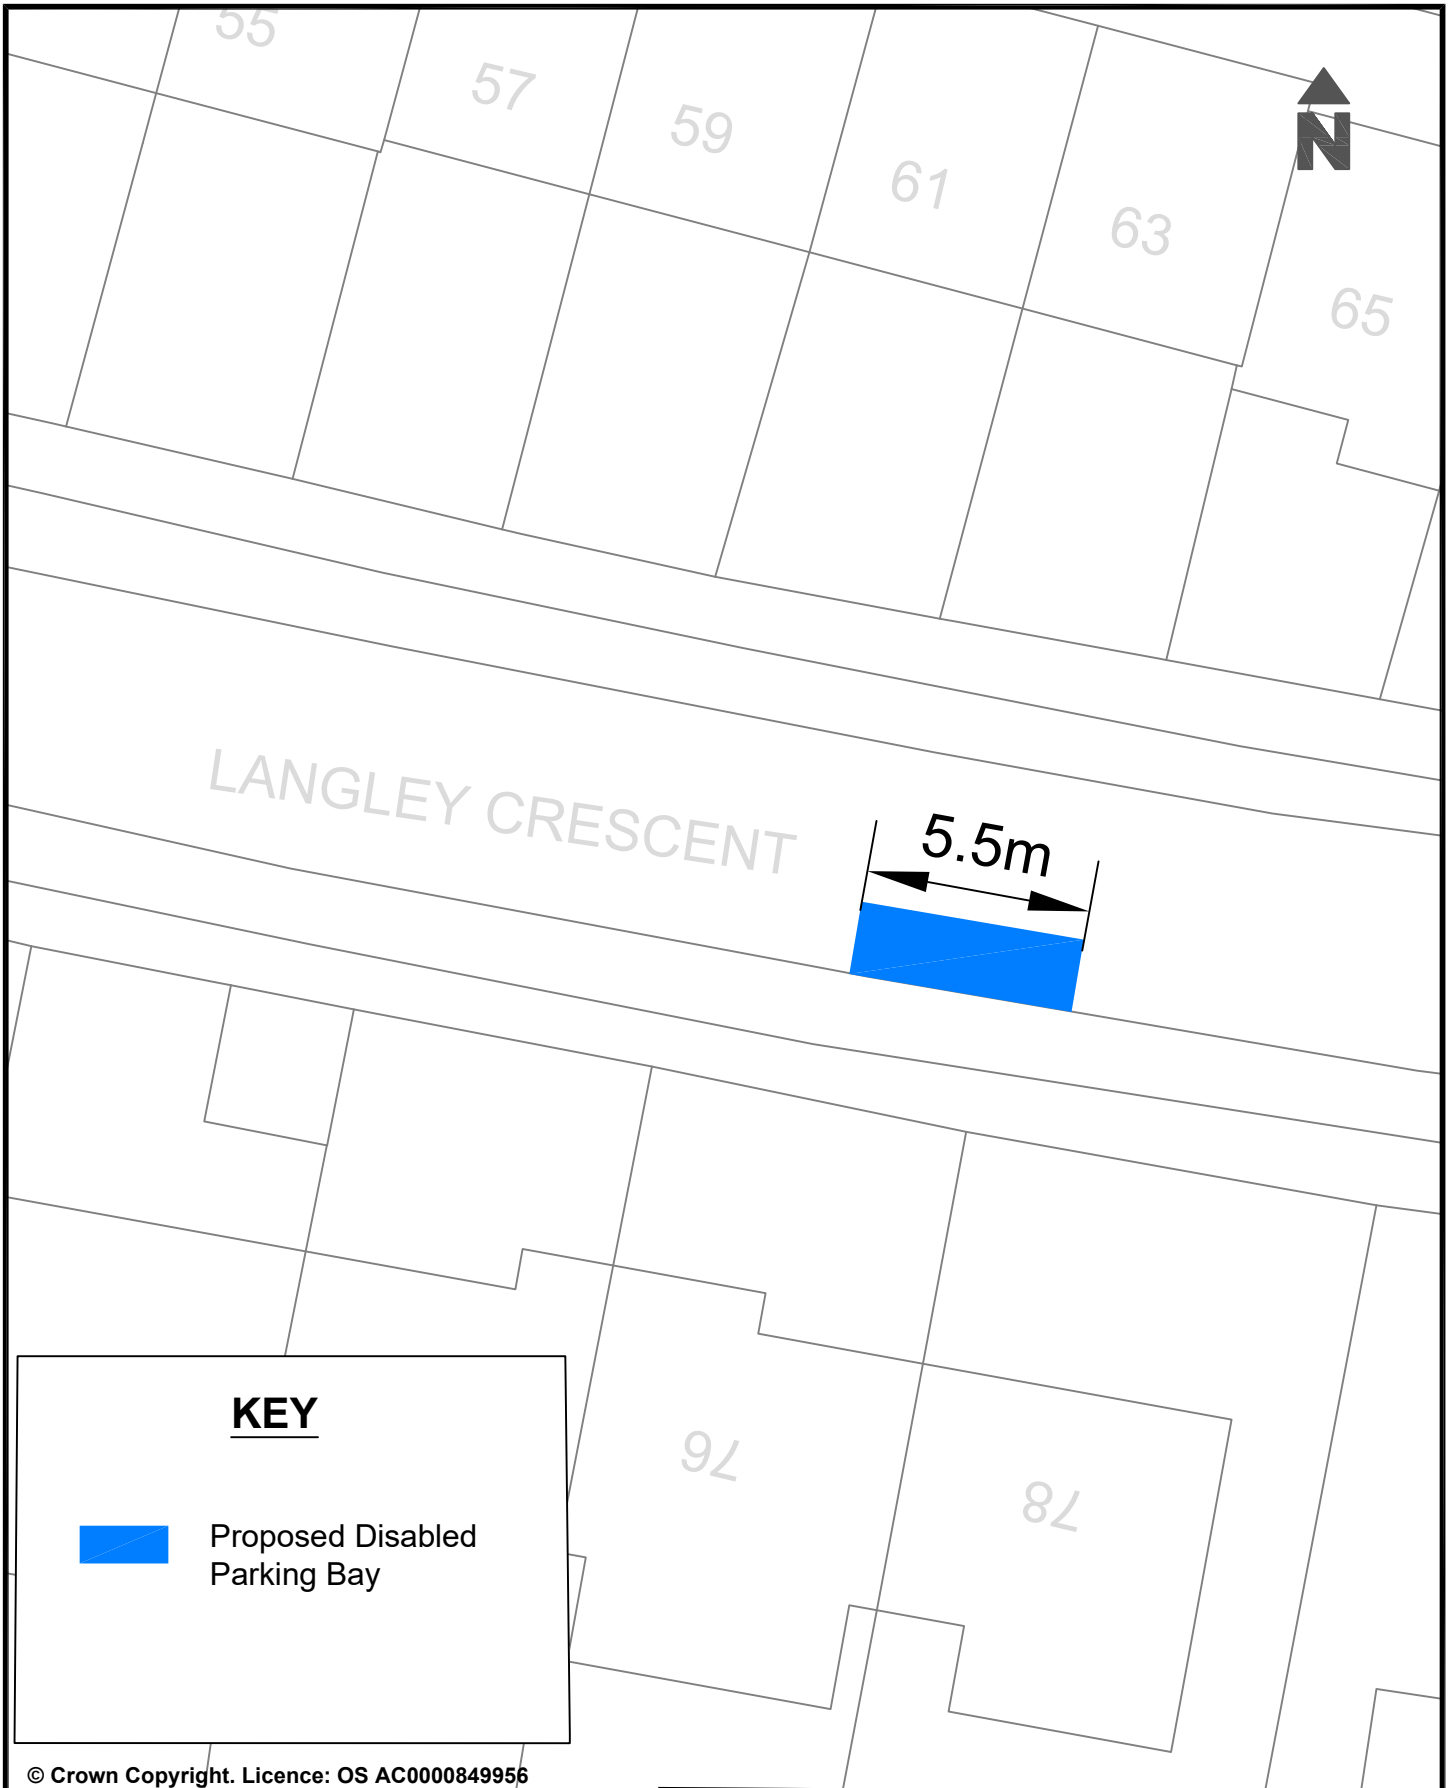 55
57
59
61
63
65
N
LANGLEY CRESCENT
5.5m
76
78
KEY
Proposed Disabled
Parking Bay
© Crown Copyright. Licence: OS AC0000849956